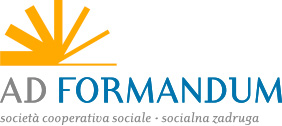 AD FORMANDUM
società cooperativa sociale · socialna zadruga